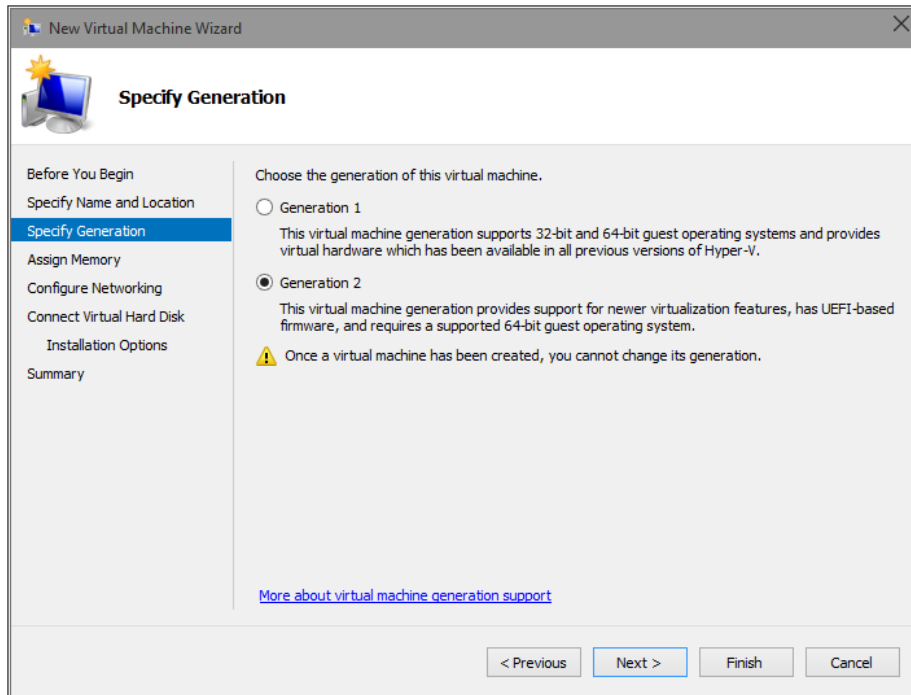 New Virtual Machine Wizard
Specify Generation
Before You Begin
Specify Name and Location
Specify Generation
Assign Memory
Configure Networking
Connect Virtual Hard Disk
Installation Options
Summary
Choose the generation of this virtual machine.
Generation 1
This virtual machine generation supports 32-bit and 64-bit guest operating systems and provides
virtual hardware which has been available in all previous versions of Hyper-V.
Generation 2
This virtual machine generation provides support for newer virtualization features, has UEFI-based
firmware, and requires a supported 64-bit guest operating system.
Once a virtual machine has been created, you cannot change its generation.
More about virtual machine generation support
< Previous
Next >
Finish
Cancel